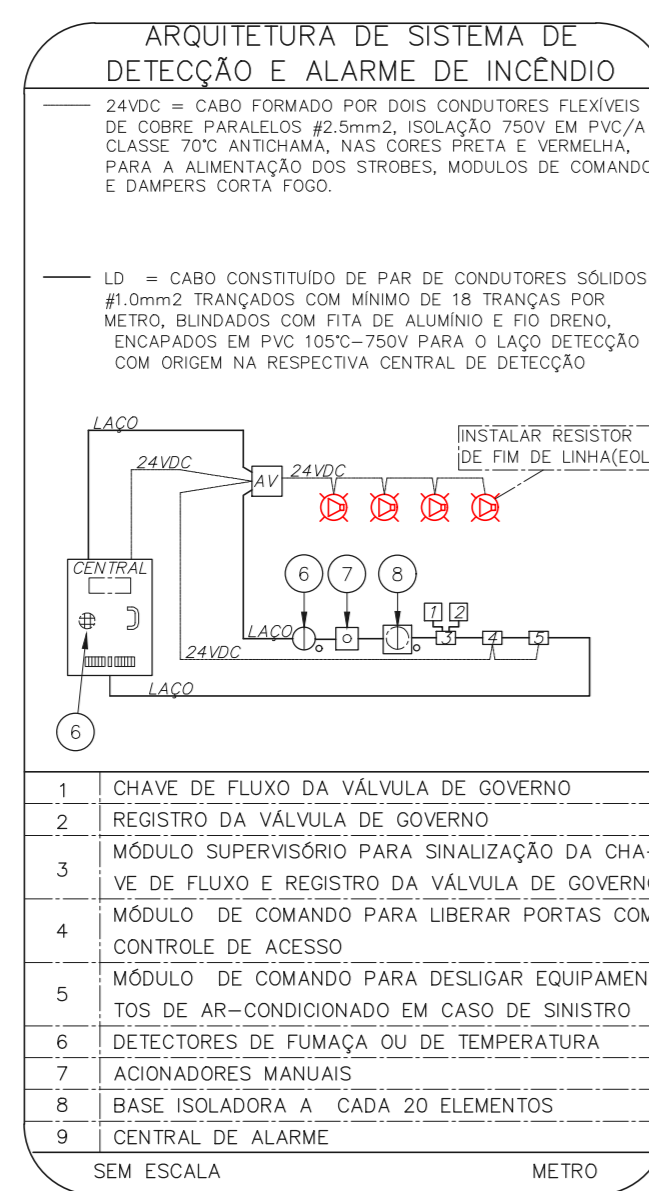 ARQUITETURA DE SISTEMA DE
DETECÇÃO E ALARME DE INCÊNDIO
24VDC = CABO FORMADO POR DOIS CONDUTORES FLEXÍVEIS
DE COBRE PARALELOS #2.5mm2, ISOLAÇÃO 750V EM PVC/A
CLASSE 70°C ANTICHAMA, NAS CORES PRETA E VERMELHA,
PARA A ALIMENTAÇÃO DOS STROBES, MODULOS DE COMANDO
E DAMPERS CORTA FOGO.
LD = CABO CONSTITUÍDO DE PAR DE CONDUTORES SÓLIDOS
#1.0mm2 TRANÇADOS COM MÍNIMO DE 18 TRANÇAS POR
METRO, BLINDADOS COM FITA DE ALUMÍNIO E FIO DRENO,
ENCAPADOS EM PVC 105°C-750V PARA O LAÇO DETECÇÃO
COM ORIGEM NA RESPECTIVA CENTRAL DE DETECÇÃO
LAÇO
INSTALAR RESISTOR
DE FIM DE LINHA(EOL
24VDC
AV
24VDC
CENTRAL
6
7
8
1
2
LAÇO
3
4
5
24VDC
LAÇO
6
1 CHAVE DE FLUXO DA VÁLVULA DE GOVERNO
2 REGISTRO DA VÁLVULA DE GOVERNO
3 MÓDULO SUPERVISÓRIO PARA SINALIZAÇÃO DA CHA-
VE DE FLUXO E REGISTRO DA VÁLVULA DE GOVERNO
4 MÓDULO DE COMANDO PARA LIBERAR PORTAS COM
CONTROLE DE ACESSO
5 MÓDULO DE COMANDO PARA DESLIGAR EQUIPAMEN
TOS DE AR-CONDICIONADO EM CASO DE SINISTRO
6 DETECTORES DE FUMAÇA OU DE TEMPERATURA
7 ACIONADORES MANUAIS
8 BASE ISOLADORA A CADA 20 ELEMENTOS
9 CENTRAL DE ALARME
SEM ESCALA METRO